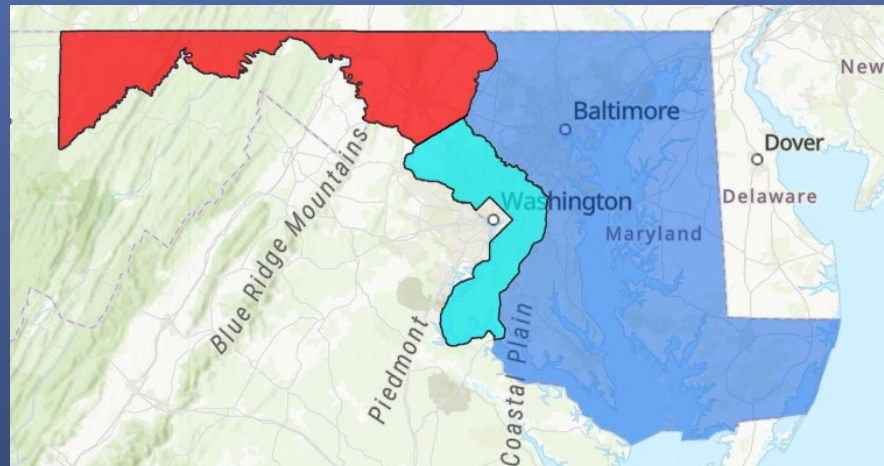 Baltimore
New
Dover
Washington
Delaware
Maryland
Blue Ridge Mountains
Piedmont
Coastal Plain